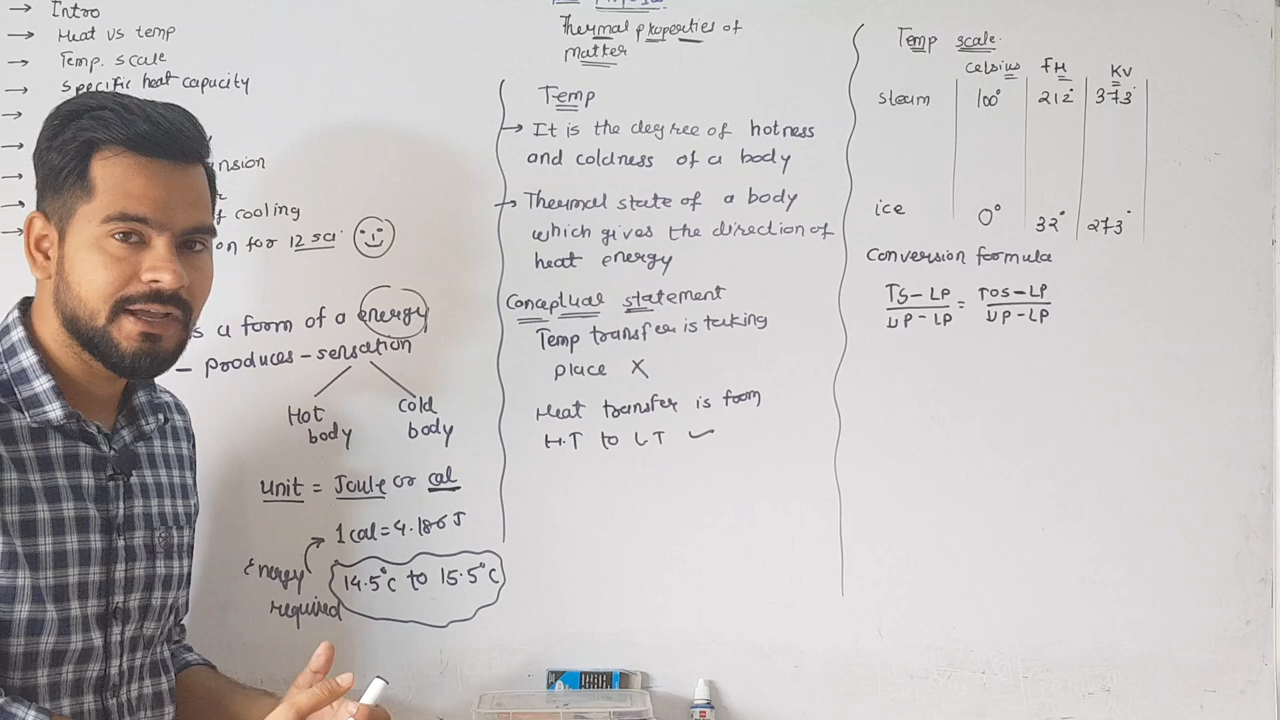 → Intro
→ Heat vs temp
→ Temp. scale
→ Specific heat capacity
→
→
→ nsion
→
f cooling
→ on for 12 sci
s a form of a energy
- Produces - sensation
Hot body
cold body
unit = Joule or cal
1 cal = 4.186 J
Energy required
14.5°c to 15.5°c
Thermal properties of
matter
Temp
→ It is the degree of hotness
and coldness of a body
→ Thermal state of a body
which gives the direction of
heat energy
Conceptual statement
Temp transfer is taking
place X
Heat transfer is from
H.T to LT ✓
Temp scale.
celsius FH Kv
steam 100° 212° 373°
ice 0° 32° 273°
Conversion formula
TS-LP / UP-LP = TOS-LP / UP-LP